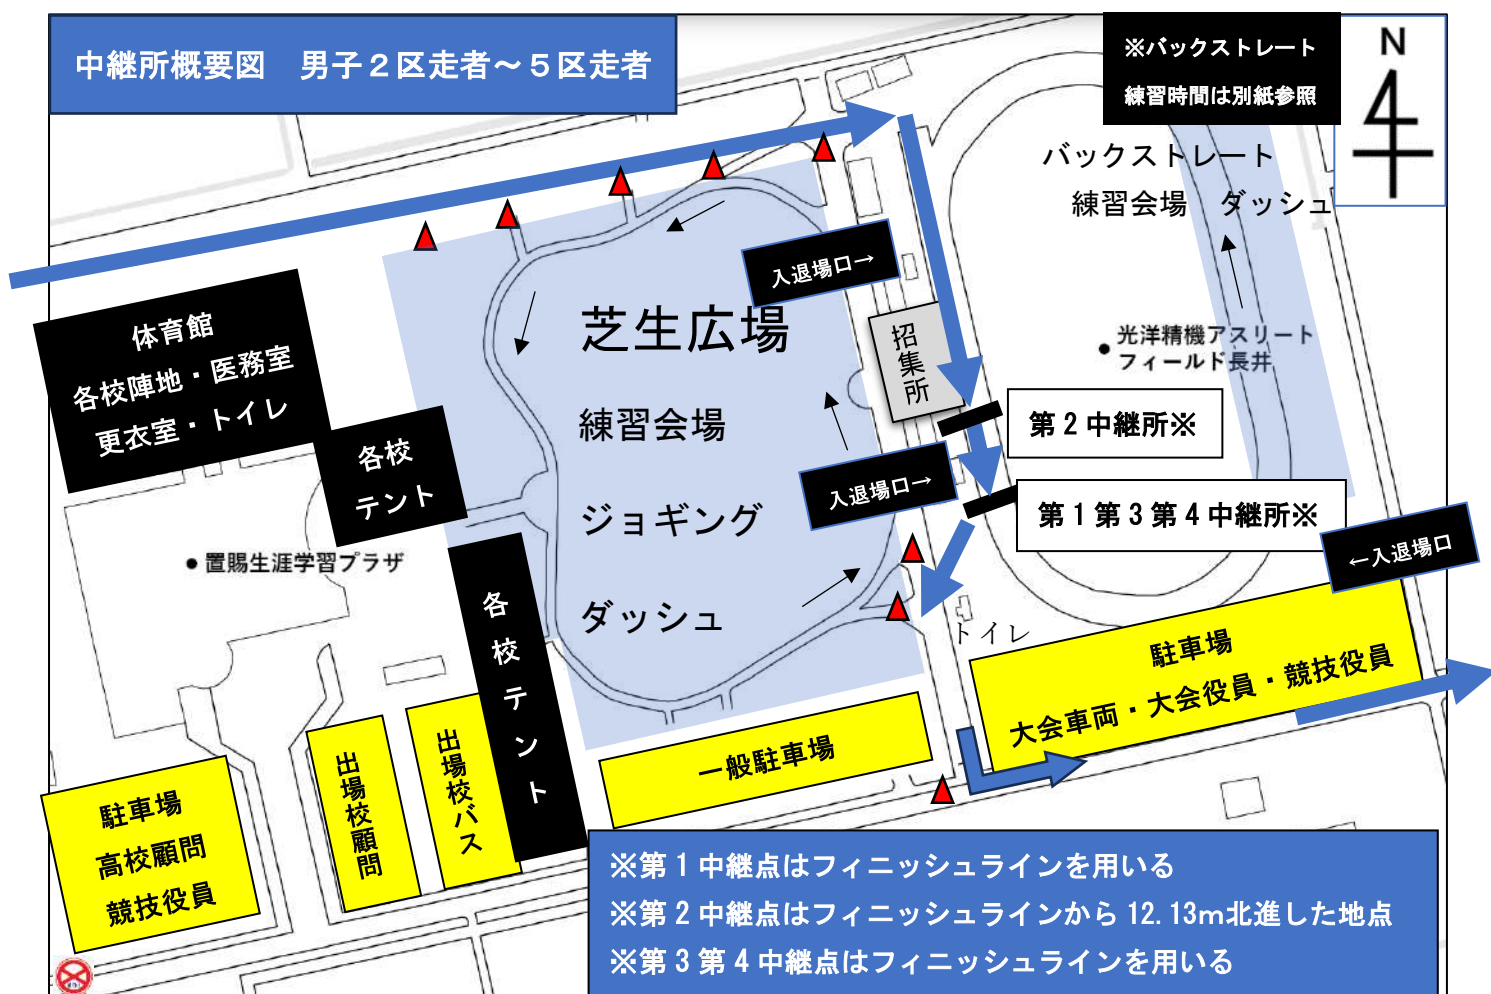 中継所概要図　男子２区走者～５区走者
※バックストレート
練習時間は別紙参照
N
バックストレート
練習会場　ダッシュ
入退場口→
体育館
各校陣地・医務室
更衣室・トイレ
芝生広場
練習会場
ジョギング
ダッシュ
招集所
光洋精機アスリート
フィールド長井
第２中継所※
各校
テント
入退場口→
第１第３第４中継所※
←入退場口
置賜生涯学習プラザ
各校テント
トイレ
駐車場
大会車両・大会役員・競技役員
出場校バス
出場校顧問
一般駐車場
駐車場
高校顧問
競技役員
※第１中継点はフィニッシュラインを用いる
※第２中継点はフィニッシュラインから 12.13m北進した地点
※第３第４中継点はフィニッシュラインを用いる